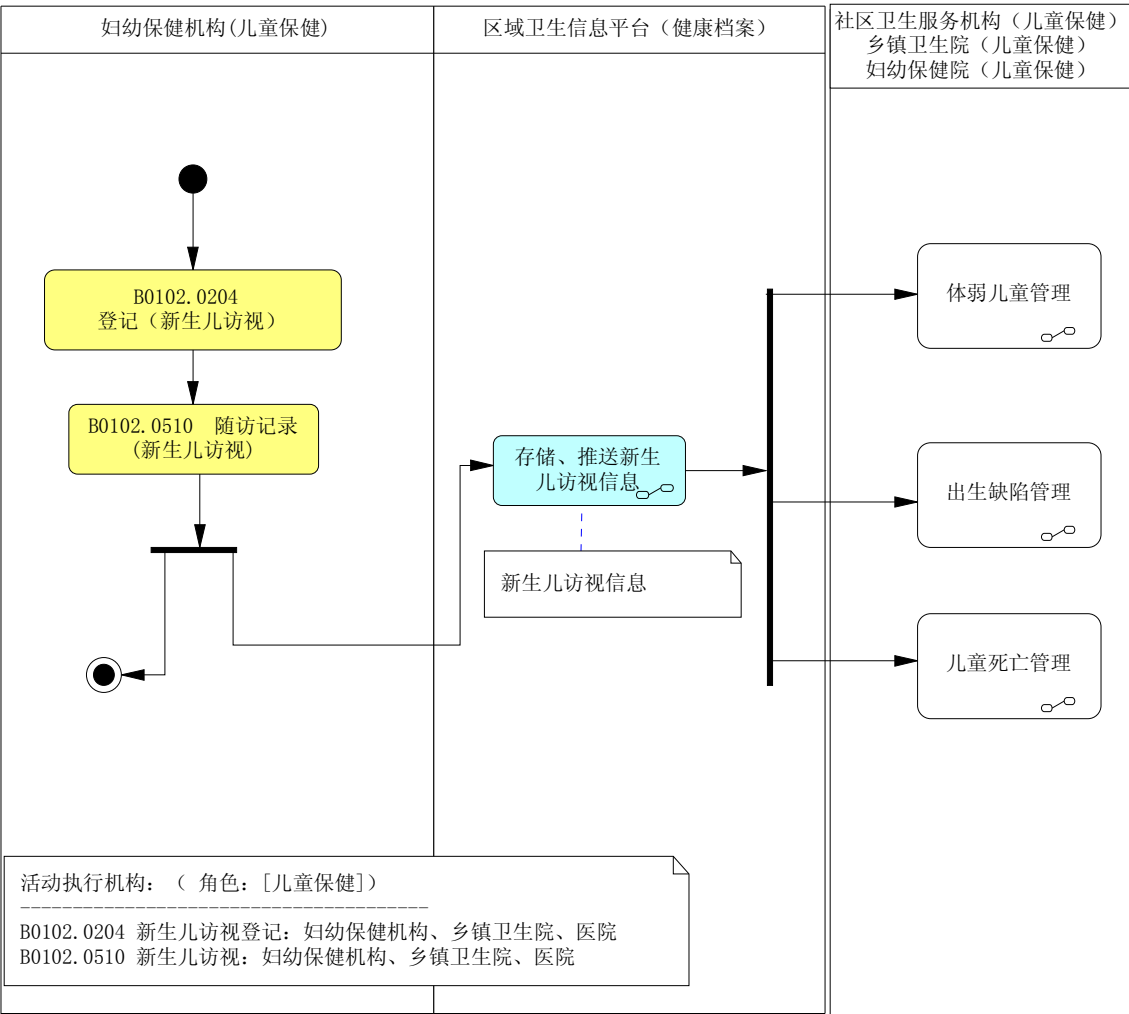 妇幼保健机构(儿童保健)
区域卫生信息平台（健康档案）
社区卫生服务机构（儿童保健）
乡镇卫生院（儿童保健）
妇幼保健院（儿童保健）
B0102.0204
登记（新生儿访视）
B0102.0510 随访记录
(新生儿访视)
存储、推送新生
儿访视信息
新生儿访视信息
体弱儿童管理
出生缺陷管理
儿童死亡管理
活动执行机构：（ 角色：[儿童保健]）
---------------------------------------
B0102.0204 新生儿访视登记：妇幼保健机构、乡镇卫生院、医院
B0102.0510 新生儿访视：妇幼保健机构、乡镇卫生院、医院